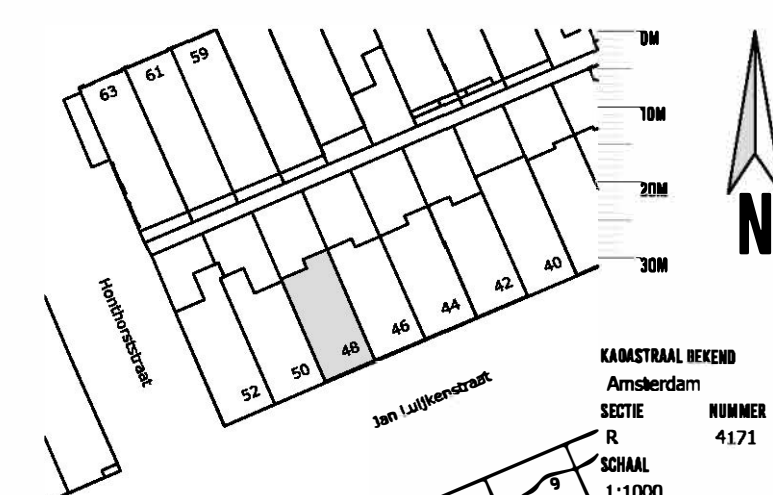 63
61
59
0M
10M
20M
30M
N
Honthorststraat
52
50
48
46
44
42
40
Jan Luijkenstraat
9
KADASTRAAL BEKEND
Amsterdam
SECTIE NUMMER
R 4171
SCHAAL
1:1000